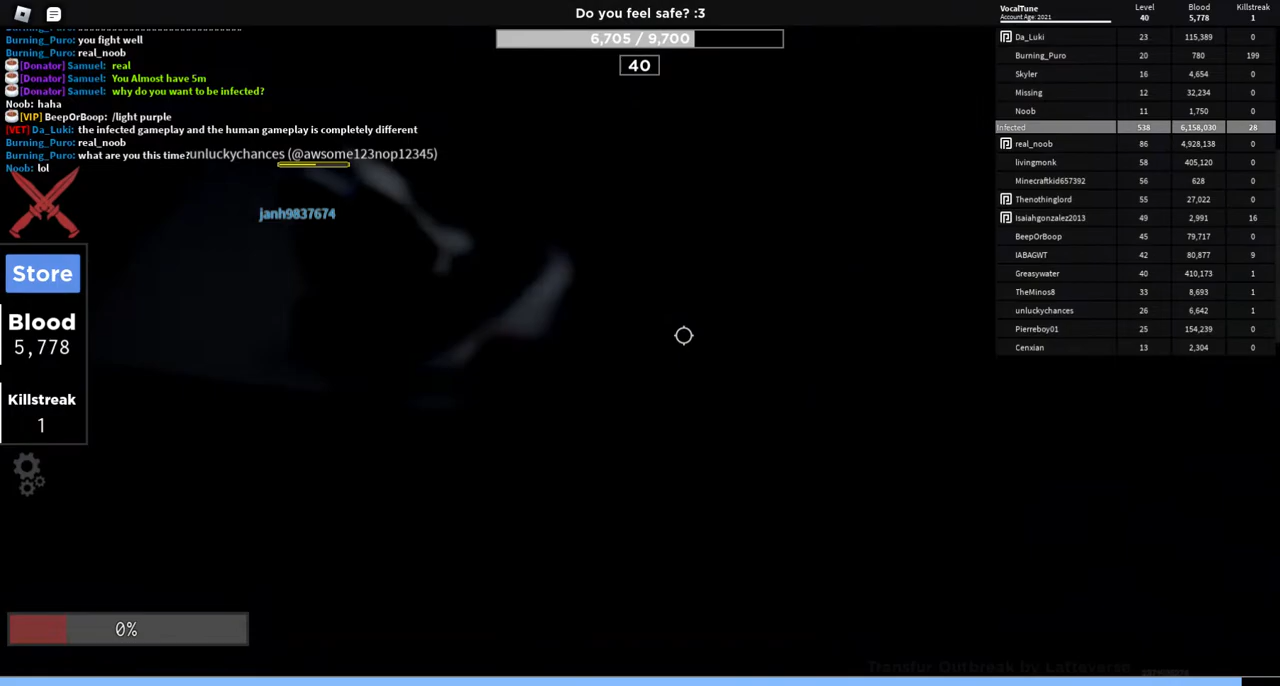 Do you feel safe? :3
6,705 / 9,700
40
Burning_Puro: you fight well
Burning_Puro: real_noob
[Donator] Samuel: real
[Donator] Samuel: You Almost have 5m
[Donator] Samuel: why do you want to be infected?
Noob: haha
[VIP] BeepOrBoop: /light purple
[VET] Da_Luki: the infected gameplay and the human gameplay is completely different
Burning_Puro: real_noob
Burning_Puro: what are you this time?
Noob: lol
unluckychances (@awsome123nop12345)
janh9837674
Store
Blood
5,778
Killstreak
1
0%
VocalTune Level Blood Killstreak
Account Age: 2021 40 5,778 1
Da_Luki 23 115,389 0
Burning_Puro 20 780 199
Skyler 16 4,654 0
Missing 12 32,234 0
Noob 11 1,750 0
Infected 538 6,158,030 28
real_noob 86 4,928,138 0
livingmonk 58 405,120 0
Minecraftkid657392 56 628 0
Thenothinglord 55 27,022 0
Isaiahgonzalez2013 49 2,991 16
BeepOrBoop 45 79,717 0
IABAGWT 42 80,877 9
Greasywater 40 410,173 1
TheMinos8 33 8,693 1
unluckychances 26 6,642 1
Pierreboy01 25 154,239 0
Cenxian 13 2,304 0
Transfur Outbreak by Latteverse